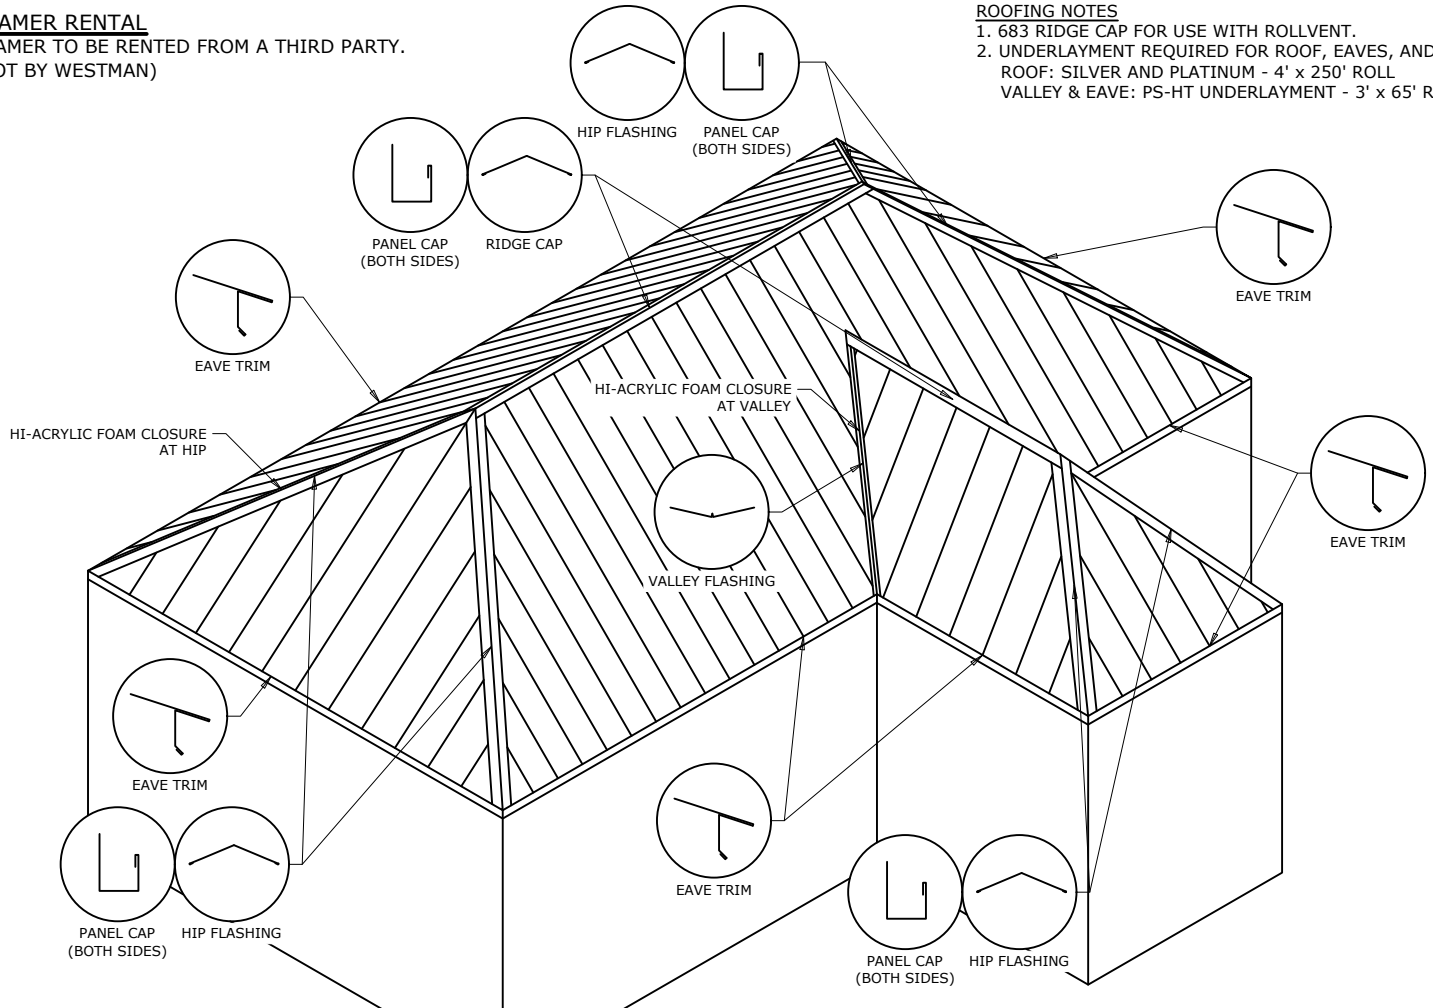 AMER RENTAL
AMER TO BE RENTED FROM A THIRD PARTY.
OT BY WESTMAN)
ROOFING NOTES
1. 683 RIDGE CAP FOR USE WITH ROLLVENT.
2. UNDERLAYMENT REQUIRED FOR ROOF, EAVES, AND
ROOF: SILVER AND PLATINUM - 4' x 250' ROLL
VALLEY & EAVE: PS-HT UNDERLAYMENT - 3' x 65' R
HIP FLASHING
PANEL CAP
(BOTH SIDES)
PANEL CAP
(BOTH SIDES)
RIDGE CAP
EAVE TRIM
EAVE TRIM
HI-ACRYLIC FOAM CLOSURE
AT VALLEY
HI-ACRYLIC FOAM CLOSURE
AT HIP
EAVE TRIM
VALLEY FLASHING
EAVE TRIM
EAVE TRIM
PANEL CAP
(BOTH SIDES)
HIP FLASHING
PANEL CAP
(BOTH SIDES)
HIP FLASHING